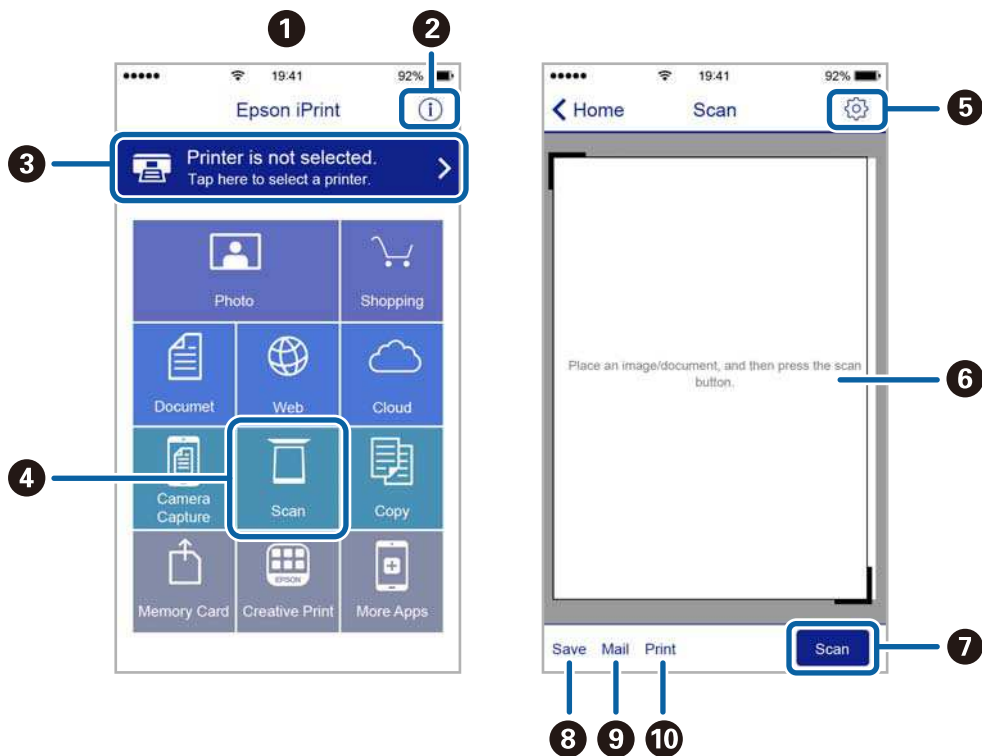 1
2
19:41 92%
Epson iPrint
3
Printer is not selected.
Tap here to select a printer.
Photo
Shopping
Documet
Web
Cloud
4
Camera
Capture
Scan
Copy
EPSON
Memory Card
Creative Print
More Apps
19:41 92%
Home Scan
5
Place an image/document, and then press the scan
button.
6
Save Mail Print
Scan
7
8 9 10